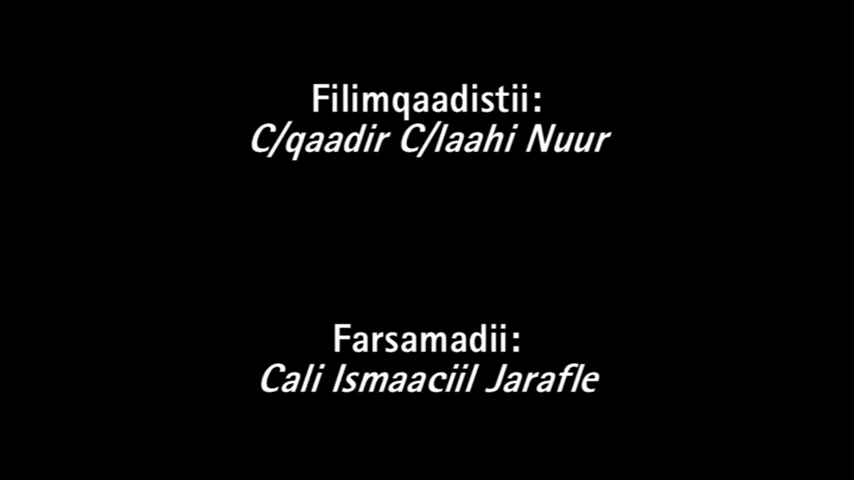 Filimqaadistii:
C/qaadir C/laahi Nuur
Farsamadii:
Cali Ismaaciil Jarafle